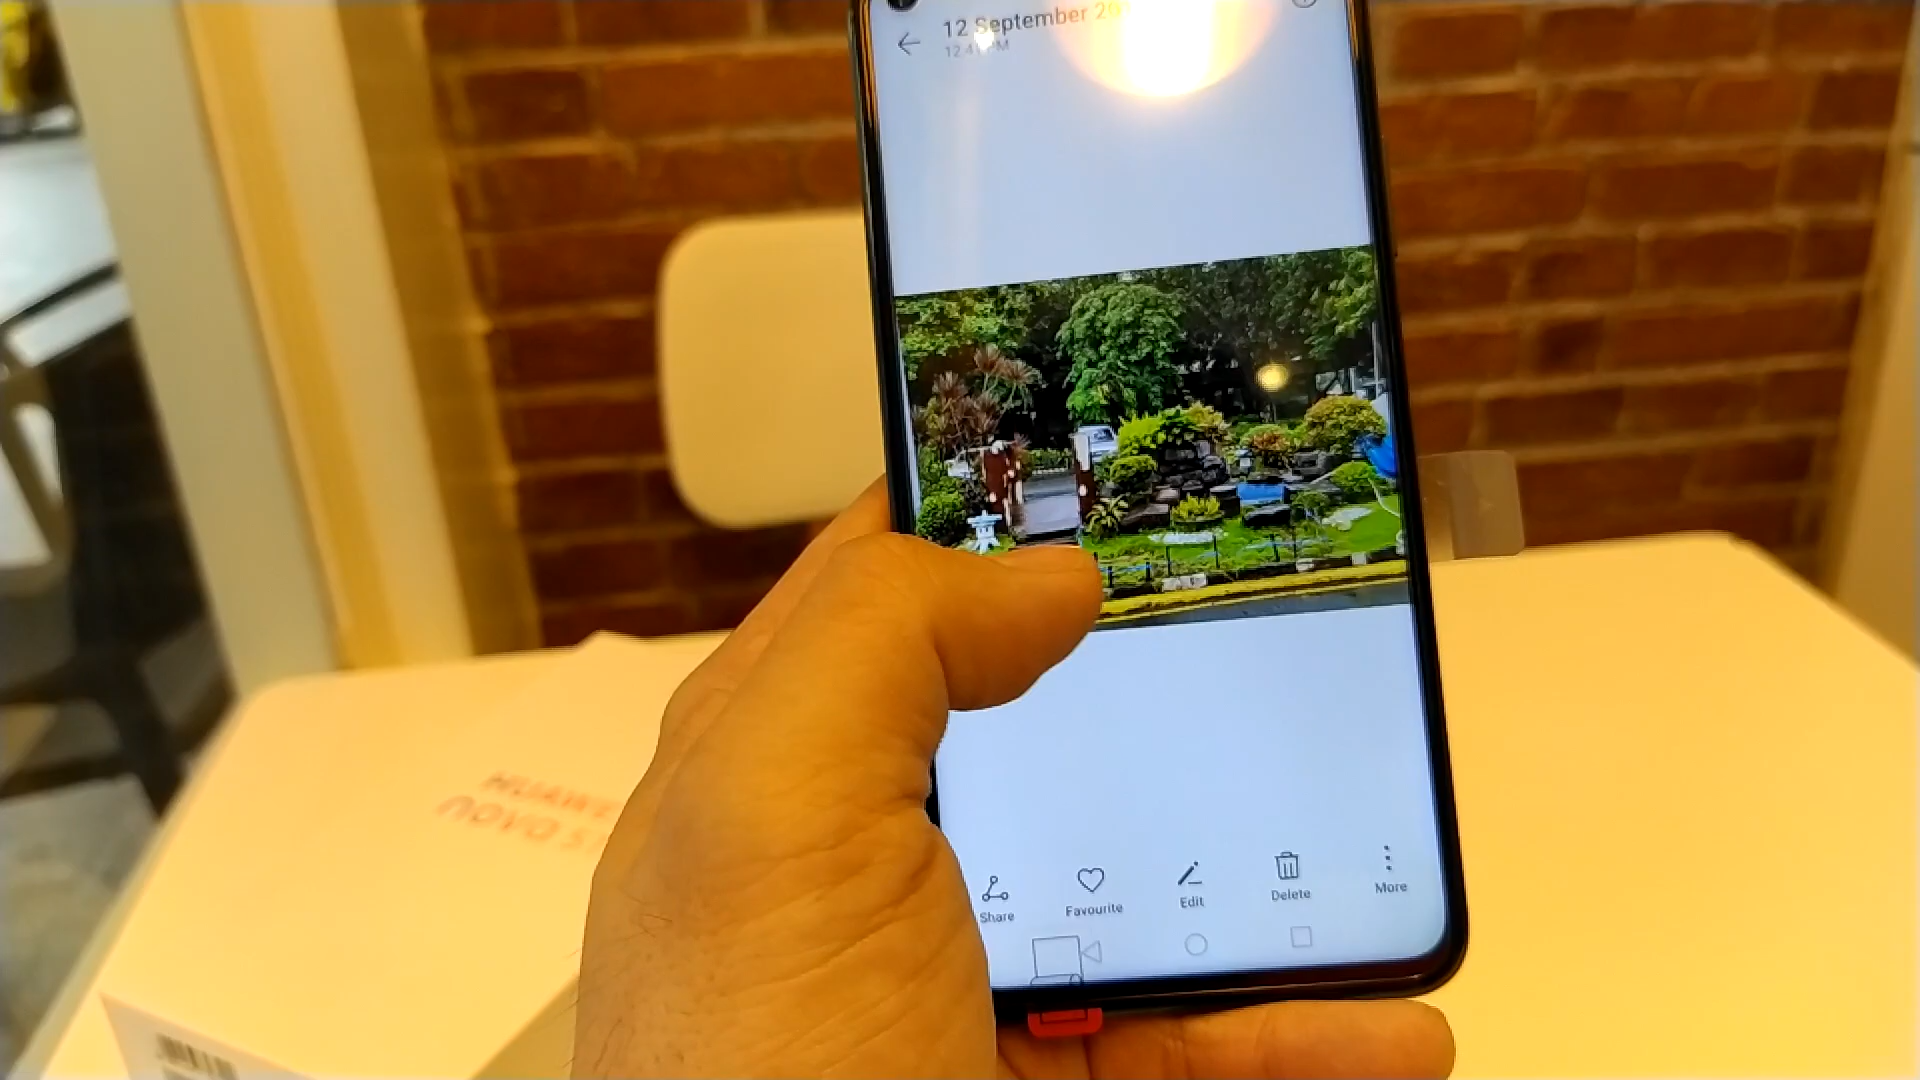 12 September
Share
Favourite
Edit
Delete
More
HUAWEI
nova 5